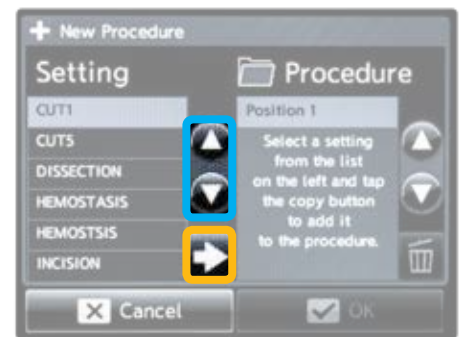 New Procedure
Setting
Procedure
CUT1
CUT5
DISSECTION
HEMOSTASIS
HEMOSTSIS
INCISION
Position 1
Select a setting
from the list
on the left and tap
the copy button
to add it
to the procedure.
Cancel
OK